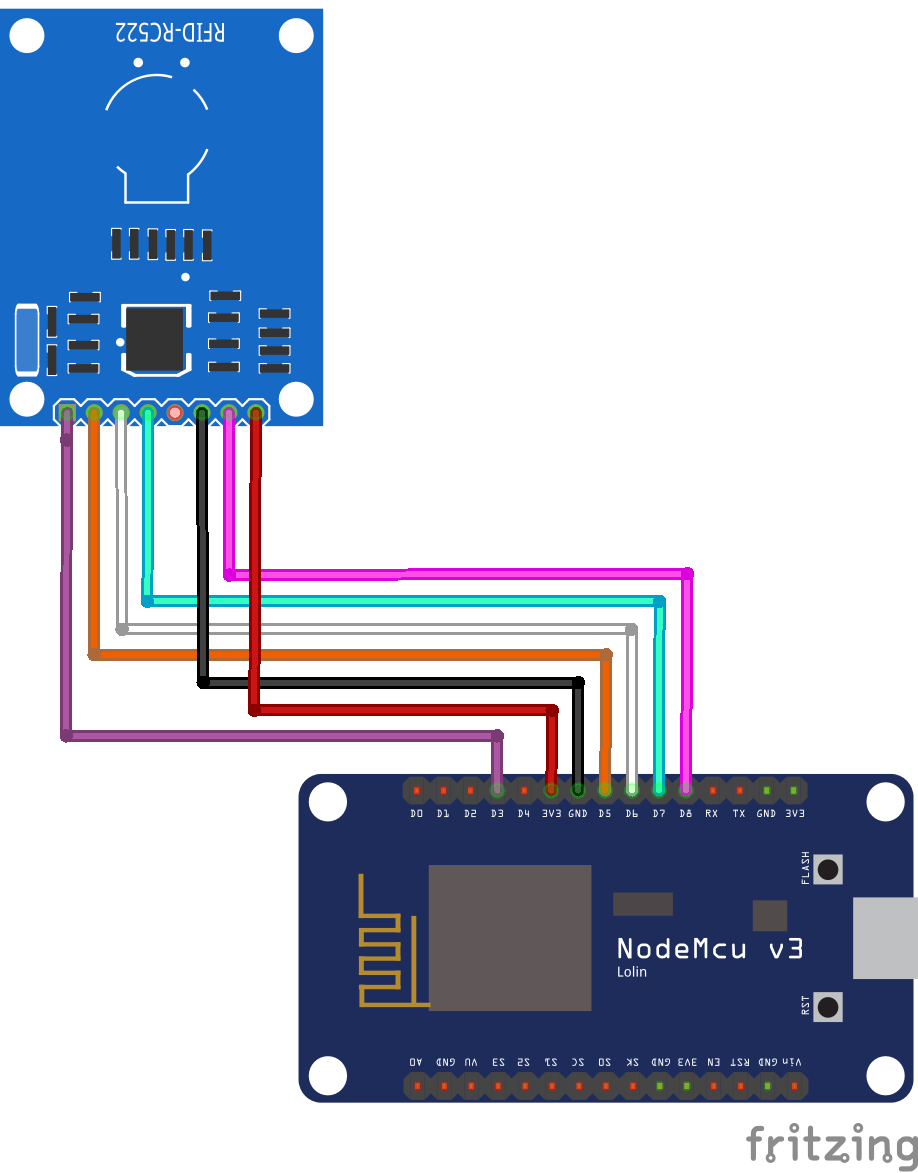 RFID-RC522
D0 D1 D2 D3 D4 3V3 GND D5 D6 D7 D8 RX TX GND 3V3
FLASH
NodeMcu v3
Lolin
RST
A0 GND VU S3 S2 S1 SC S0 SK GND 3V3 EN RST GND Vin
fritzing